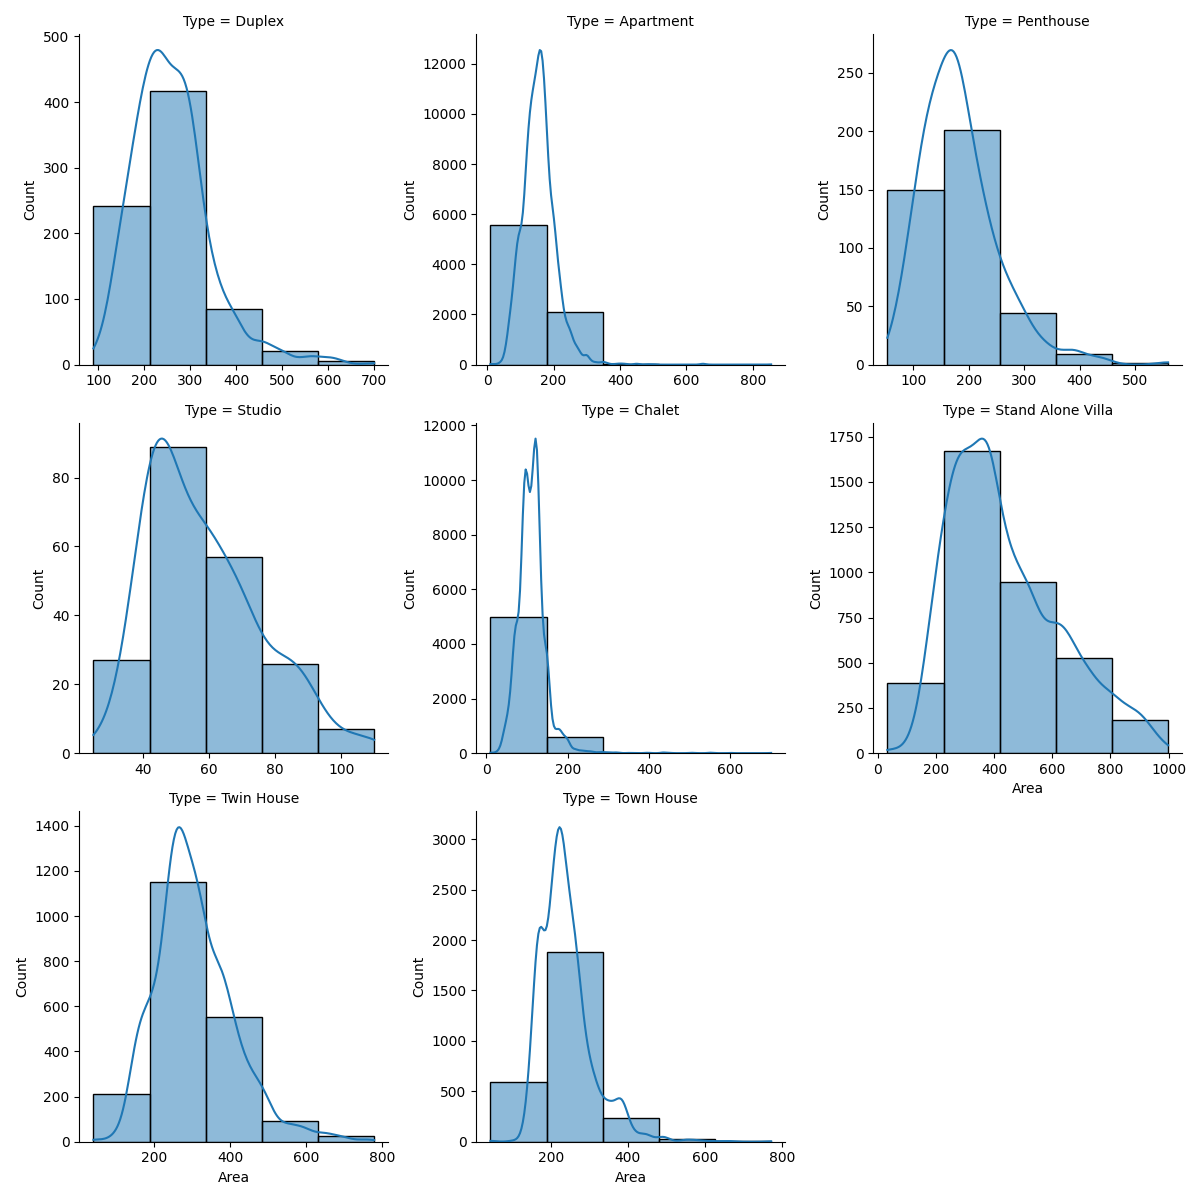 Type = Duplex
500
400
300
200
100
0
Count
100 200 300 400 500 600 700
Type = Apartment
12000
10000
8000
6000
4000
2000
0
Count
0 200 400 600 800
Type = Penthouse
250
200
150
100
50
0
Count
100 200 300 400 500
Type = Studio
80
60
40
20
0
Count
40 60 80 100
Type = Chalet
12000
10000
8000
6000
4000
2000
0
Count
0 200 400 600
Type = Stand Alone Villa
1750
1500
1250
1000
750
500
250
0
Count
0 200 400 600 800 1000
Area
Type = Twin House
1400
1200
1000
800
600
400
200
0
Count
200 400 600 800
Area
Type = Town House
3000
2500
2000
1500
1000
500
0
Count
200 400 600 800
Area